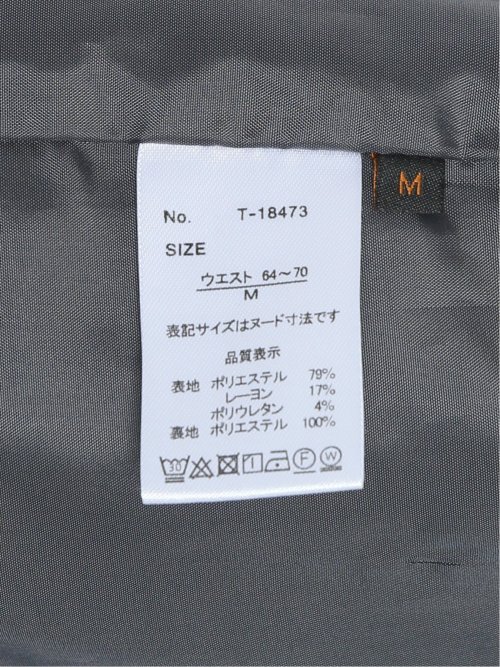 No. T-18473
SIZE
ウエスト 64～70
M
表記サイズはヌード寸法です
品質表示
表地 ポリエステル 79%
レーヨン 17%
ポリウレタン 4%
裏地 ポリエステル 100%
F W
M